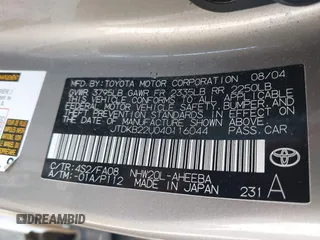 MFD. BY: TOYOTA MOTOR CORPORATION 08/04
GVWR 3795LB GAWR FR 2335LB RR 2250LB
THIS VEHICLE CONFORMS TO ALL APPLICABLE
FEDERAL MOTOR VEHICLE SAFETY, BUMPER, AND
THEFT PREVENTION STANDARDS IN EFFECT ON
THE DATE OF MANUFACTURE SHOWN ABOVE.
JTDKB22U040116044 PASS.CAR
C/TR: 4S2/FA08 NHW20L-AHEEBA
A/TM: -01A/P112 MADE IN JAPAN 231 A
TOYOTA
DREAMBID